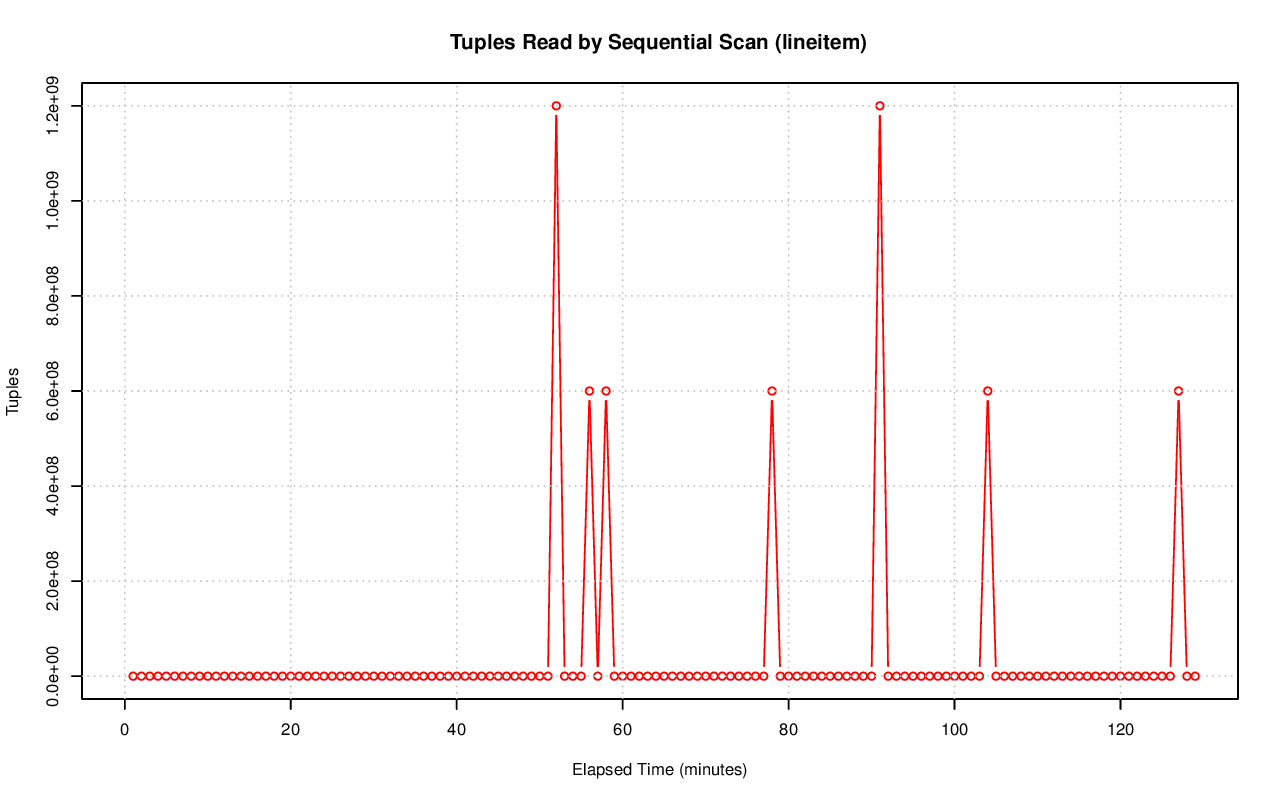 Tuples Read by Sequential Scan (lineitem)
Tuples
1.2e+09
1.0e+09
8.0e+08
6.0e+08
4.0e+08
2.0e+08
0.0e+00
0 20 40 60 80 100 120
Elapsed Time (minutes)